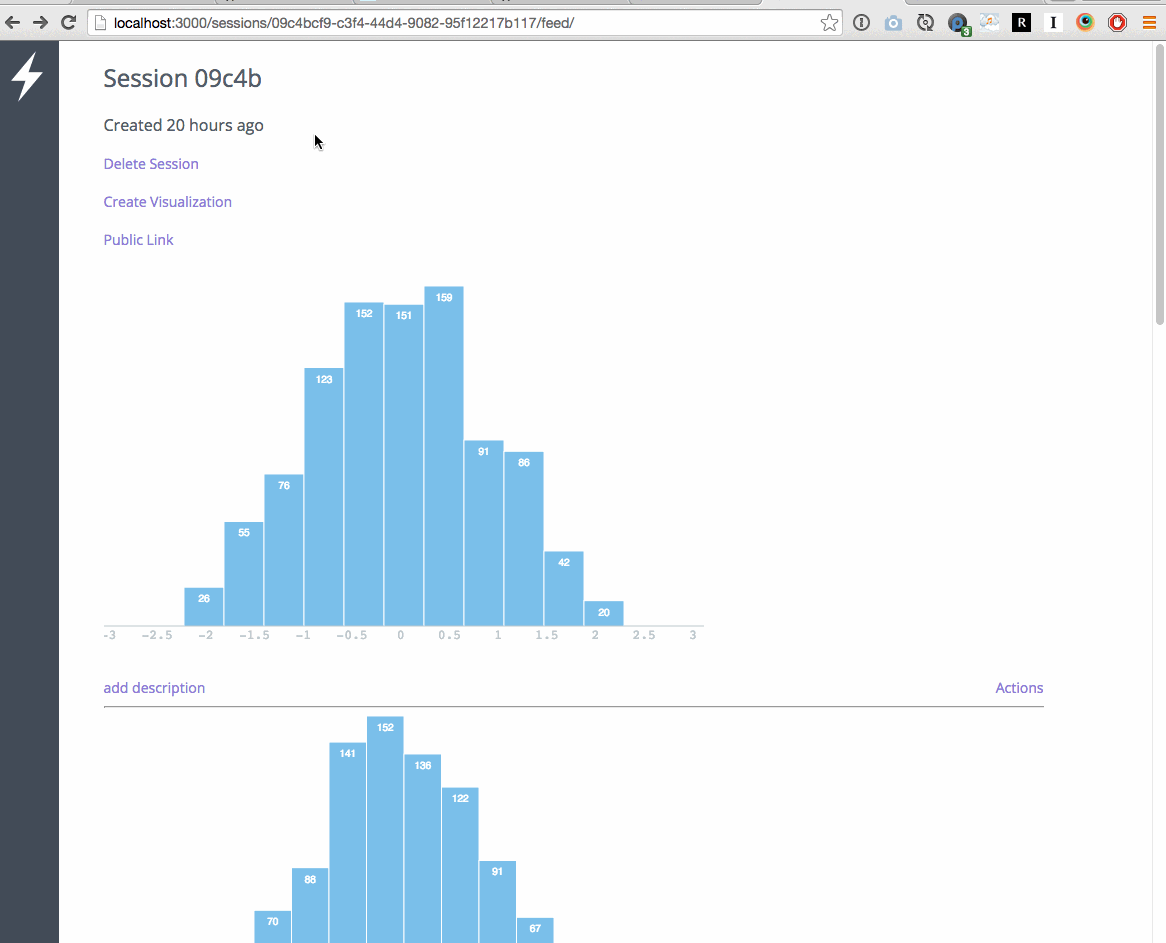 localhost:3000/sessions/09c4bcf9-c3f4-44d4-9082-95f12217b117/feed/
3
R
I
Session 09c4b
Created 20 hours ago
Delete Session
Create Visualization
Public Link
159
152
151
123
91
86
76
55
42
26
20
-3 -2.5 -2 -1.5 -1 -0.5 0 0.5 1 1.5 2 2.5 3
add description Actions
152
141
136
122
91
88
70
67